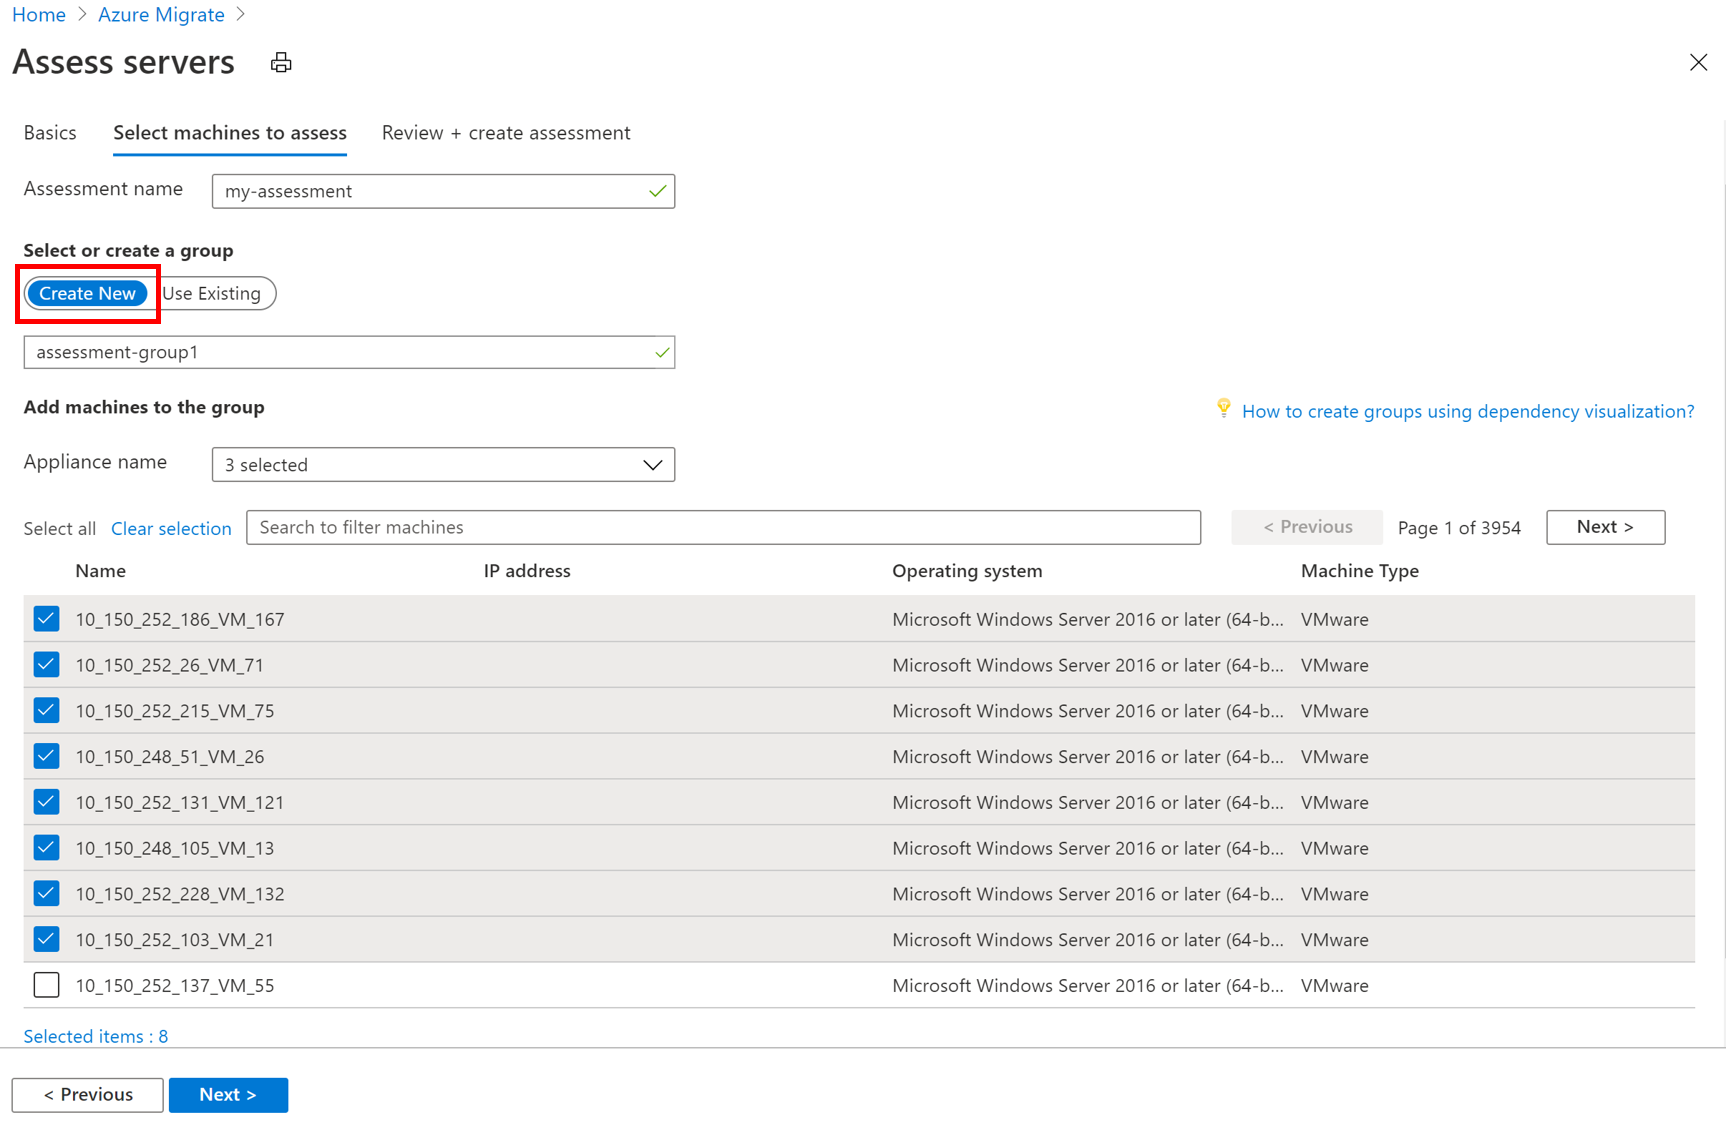 Home > Azure Migrate >
Assess servers
Basics Select machines to assess Review + create assessment
Assessment name my-assessment
Select or create a group
Create New Use Existing
assessment-group1
Add machines to the group
How to create groups using dependency visualization?
Appliance name 3 selected
Select all Clear selection Search to filter machines < Previous Page 1 of 3954 Next >
Name IP address Operating system Machine Type
10_150_252_186_VM_167 Microsoft Windows Server 2016 or later (64-b... VMware
10_150_252_26_VM_71 Microsoft Windows Server 2016 or later (64-b... VMware
10_150_252_215_VM_75 Microsoft Windows Server 2016 or later (64-b... VMware
10_150_248_51_VM_26 Microsoft Windows Server 2016 or later (64-b... VMware
10_150_252_131_VM_121 Microsoft Windows Server 2016 or later (64-b... VMware
10_150_248_105_VM_13 Microsoft Windows Server 2016 or later (64-b... VMware
10_150_252_228_VM_132 Microsoft Windows Server 2016 or later (64-b... VMware
10_150_252_103_VM_21 Microsoft Windows Server 2016 or later (64-b... VMware
10_150_252_137_VM_55 Microsoft Windows Server 2016 or later (64-b... VMware
Selected items : 8
< Previous Next >